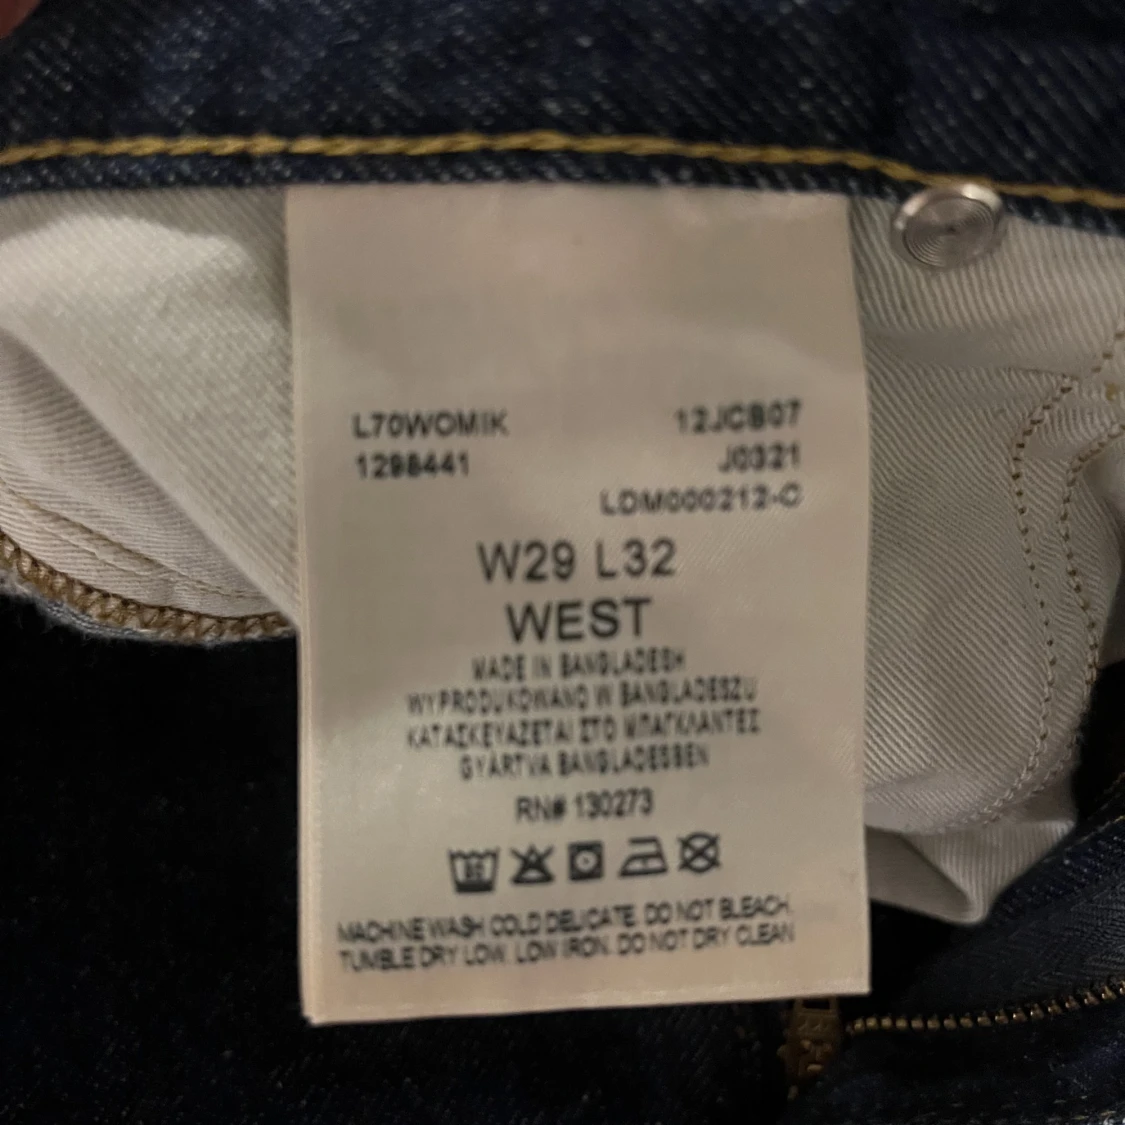 L70WOMIK 12JCB07
1298441 J0321
LDM000212-C
W29 L32
WEST
MADE IN BANGLADESH
WYPRODUKOWANO W BANGLADESZU
ΚΑΤΑΣΚΕΥΑΖΕΤΑΙ ΣΤΟ ΜΠΑΓΚΛΑΝΤΕΣ
GYÁRTVA BANGLADESBEN
RN# 130273
MACHINE WASH COLD DELICATE. DO NOT BLEACH.
TUMBLE DRY LOW. LOW IRON. DO NOT DRY CLEAN